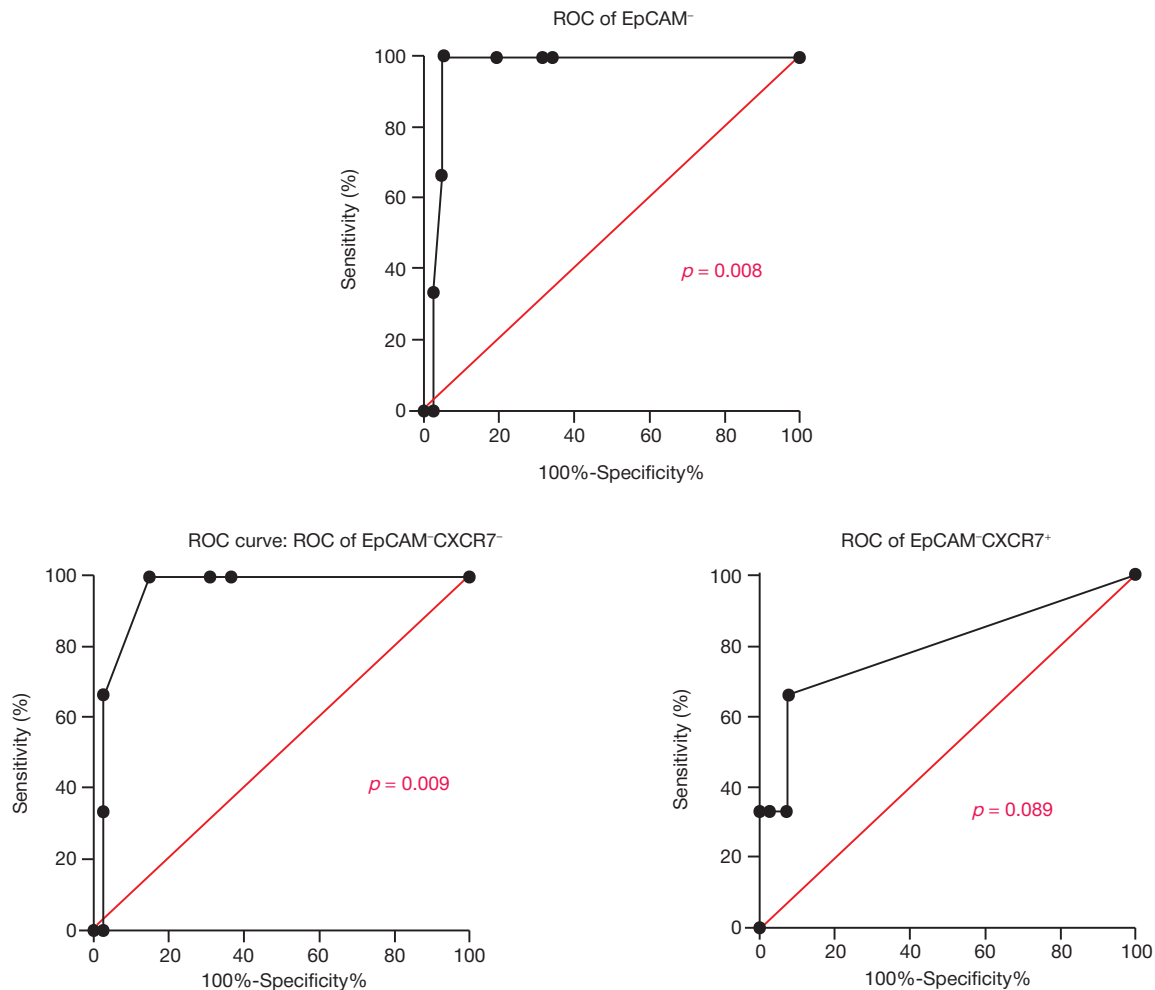 ROC of EpCAM⁻
100
80
60
40
20
0
Sensitivity (%)
p = 0.008
0 20 40 60 80 100
100%-Specificity%
ROC curve: ROC of EpCAM⁻CXCR7⁻
100
80
60
40
20
0
Sensitivity (%)
p = 0.009
0 20 40 60 80 100
100%-Specificity%
ROC of EpCAM⁻CXCR7⁺
100
80
60
40
20
0
Sensitivity (%)
p = 0.089
0 20 40 60 80 100
100%-Specificity%